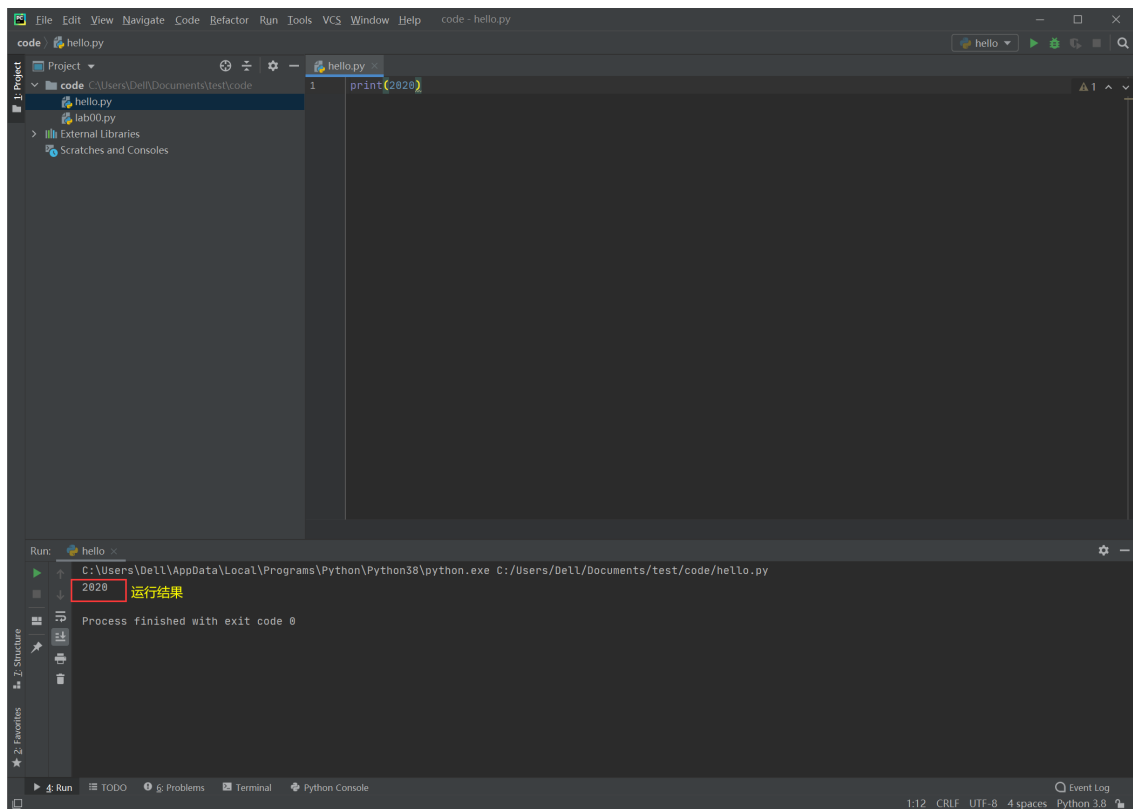 File Edit View Navigate Code Refactor Run Tools VCS Window Help code - hello.py
code hello.py hello
1: Project
Project hello.py
code C:\Users\Dell\Documents\test\code
hello.py
lab00.py
External Libraries
Scratches and Consoles
1 print(2020)
1
Run: hello
C:\Users\Dell\AppData\Local\Programs\Python\Python38\python.exe C:/Users/Dell/Documents/test/code/hello.py
2020 运行结果
Process finished with exit code 0
7: Structure
2: Favorites
4: Run TODO 6: Problems Terminal Python Console Event Log
1:12 CRLF UTF-8 4 spaces Python 3.8